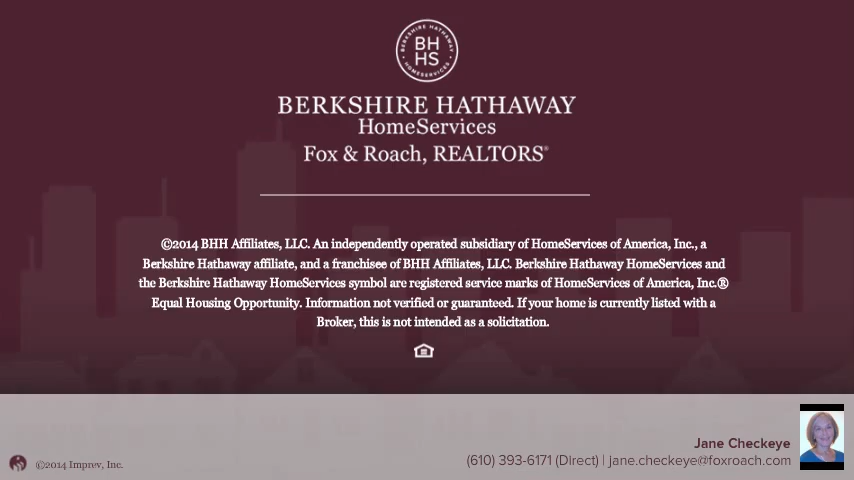 BERKSHIRE HATHAWAY
HOMESERVICES
BH
HS
BERKSHIRE HATHAWAY
HomeServices
Fox & Roach, REALTORS®
©2014 BHH Affiliates, LLC. An independently operated subsidiary of HomeServices of America, Inc., a
Berkshire Hathaway affiliate, and a franchisee of BHH Affiliates, LLC. Berkshire Hathaway HomeServices and
the Berkshire Hathaway HomeServices symbol are registered service marks of HomeServices of America, Inc.®
Equal Housing Opportunity. Information not verified or guaranteed. If your home is currently listed with a
Broker, this is not intended as a solicitation.
Jane Checkeye
(610) 393-6171 (Direct) | jane.checkeye@foxroach.com
©2014 Imprev, Inc.